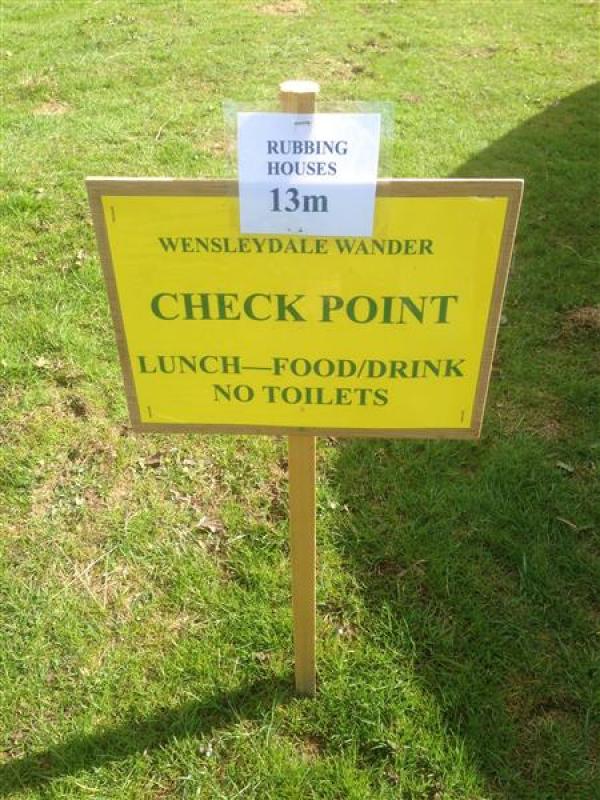 RUBBING
HOUSES
13m
WENSLEYDALE WANDER
CHECK POINT
LUNCH—FOOD/DRINK
NO TOILETS